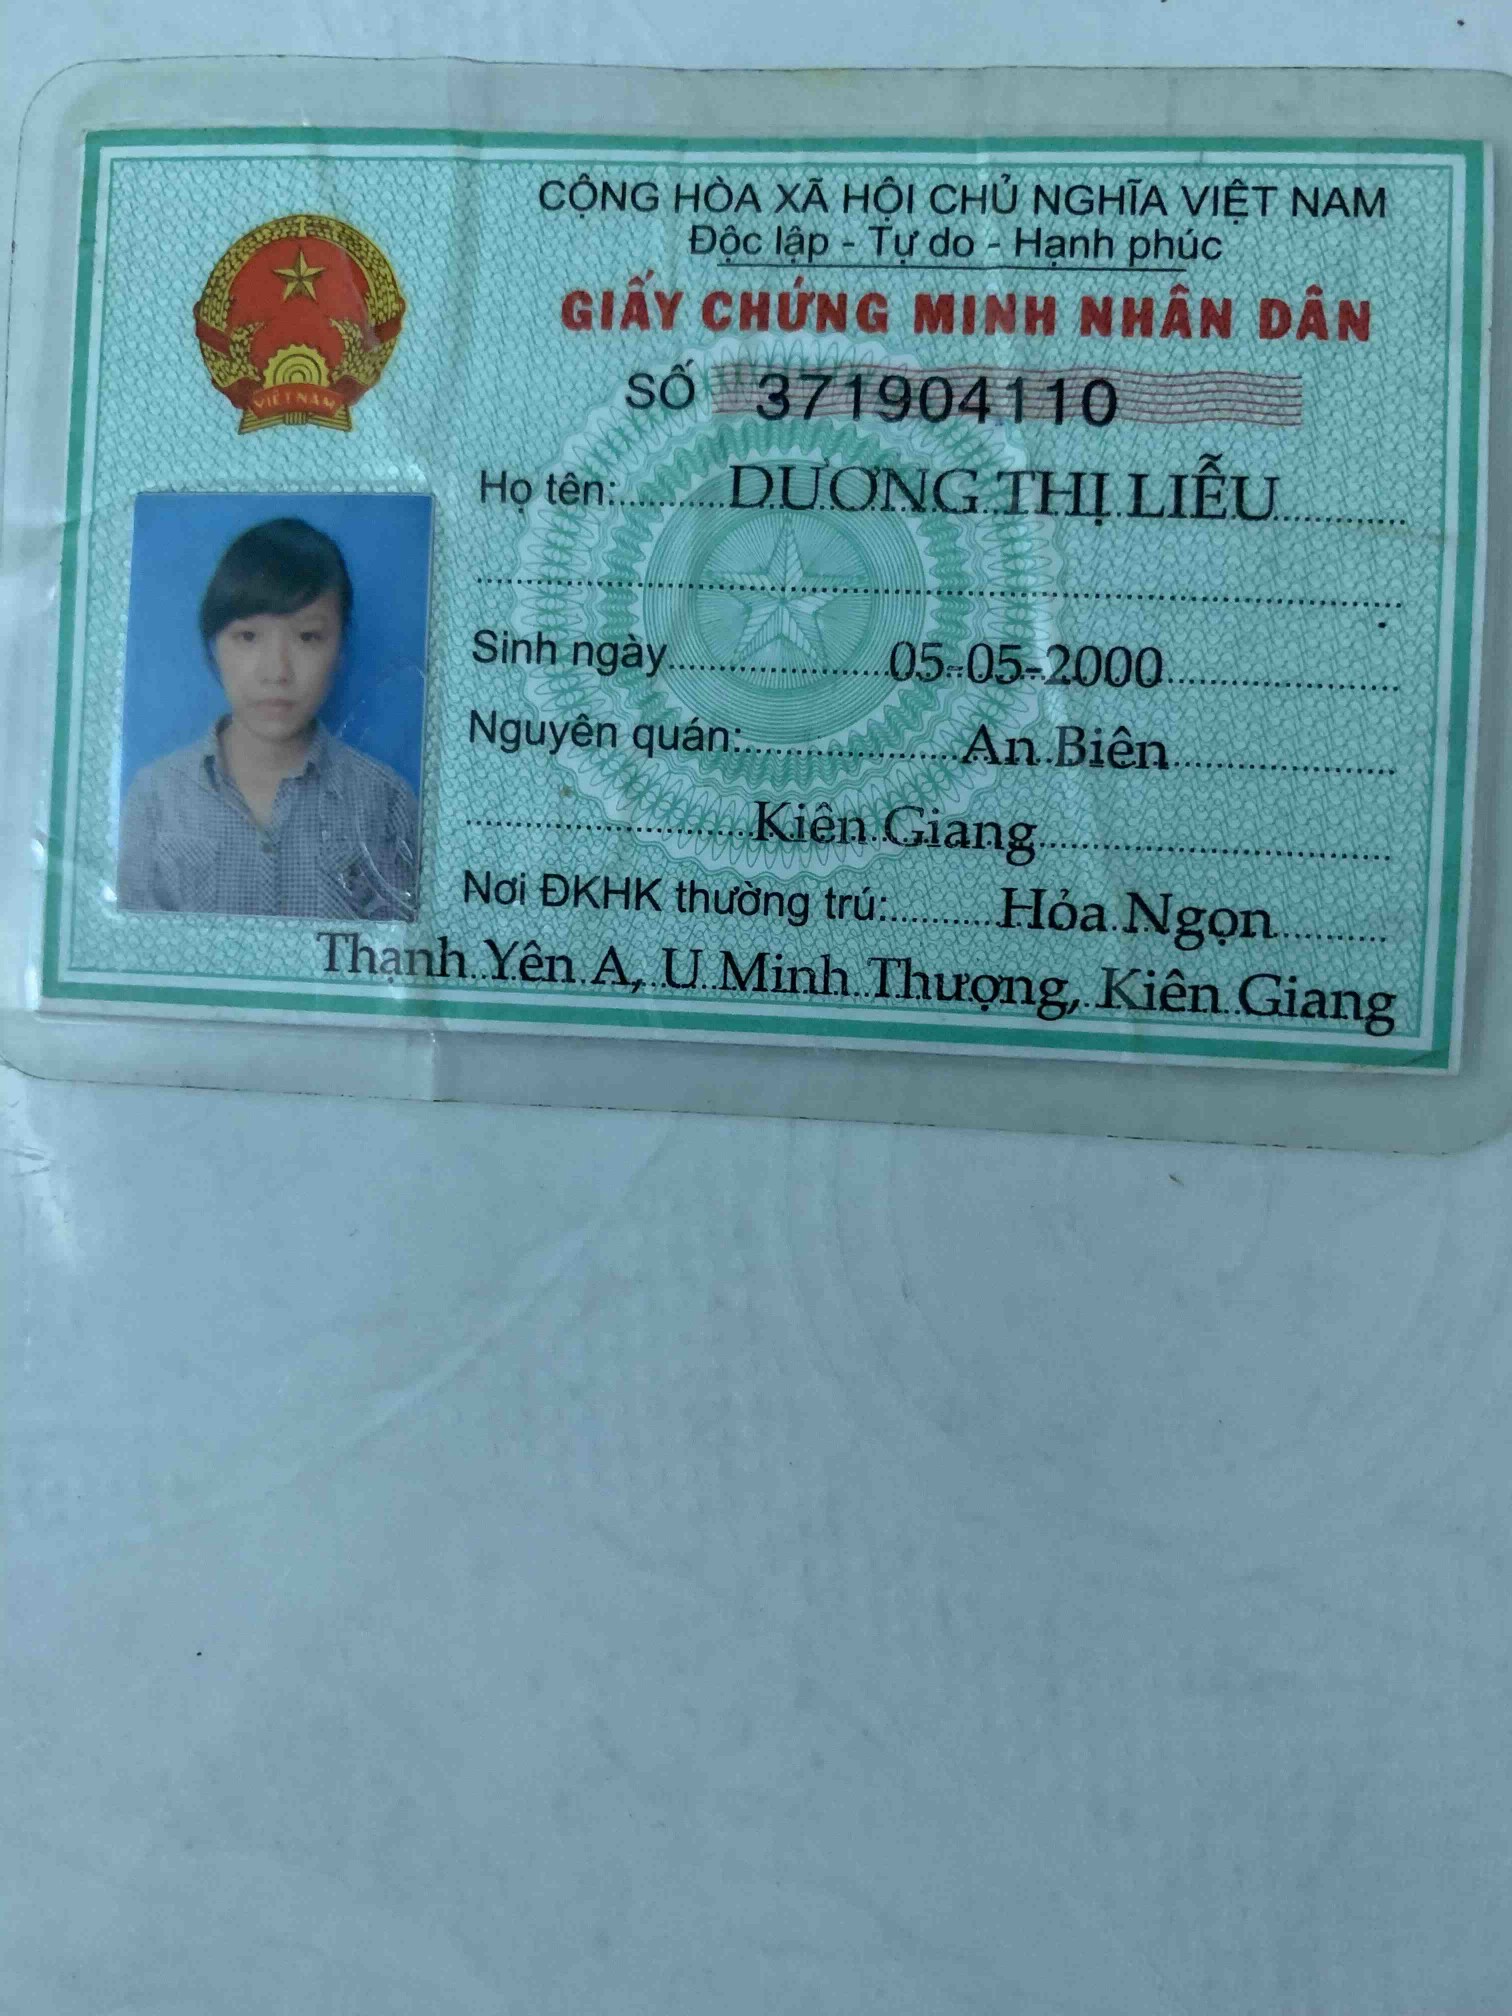 CỘNG HÒA XÃ HỘI CHỦ NGHĨA VIỆT NAM
Độc lập - Tự do - Hạnh phúc
GIẤY CHỨNG MINH NHÂN DÂN
VIỆT NAM
SỐ 371904110
Họ tên: DƯƠNG THỊ LIỄU
Sinh ngày 05-05-2000
Nguyên quán: An Biên
Kiên Giang
Nơi ĐKHK thường trú: Hỏa Ngọn
Thạnh Yên A, U Minh Thượng, Kiên Giang